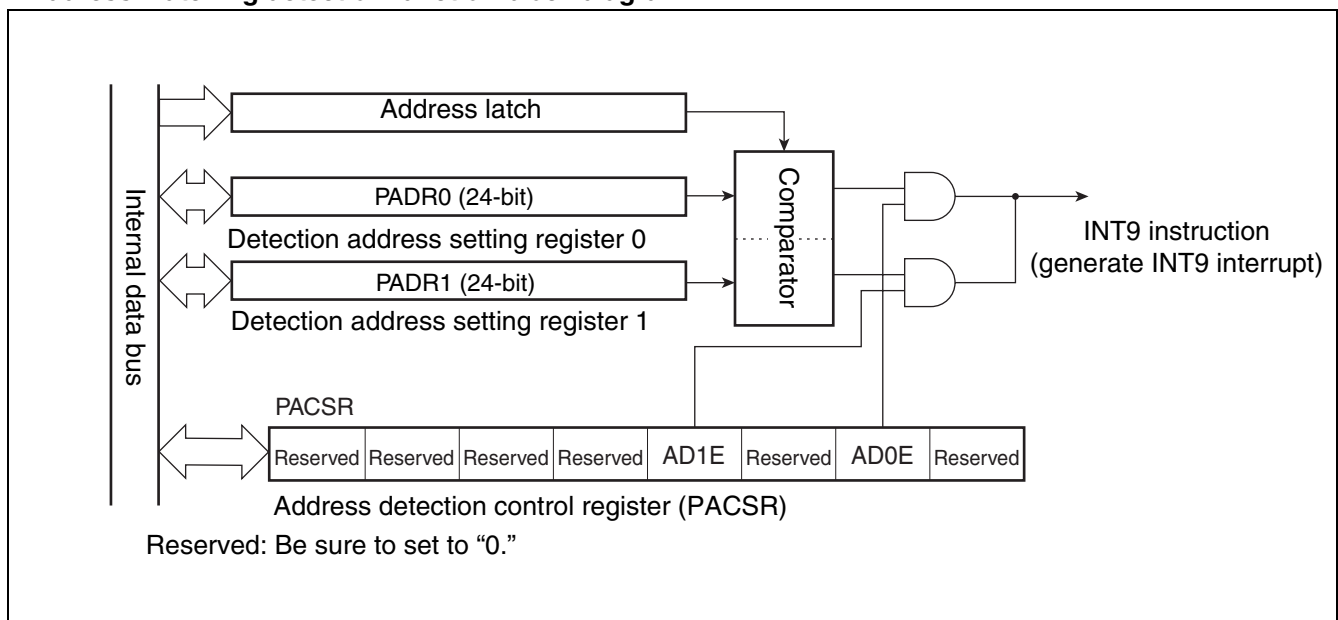 Address latch
PADR0 (24-bit)
Detection address setting register 0
PADR1 (24-bit)
Detection address setting register 1
Internal data bus
Comparator
INT9 instruction
(generate INT9 interrupt)
PACSR
Reserved Reserved Reserved Reserved AD1E Reserved AD0E Reserved
Address detection control register (PACSR)
Reserved: Be sure to set to “0.”